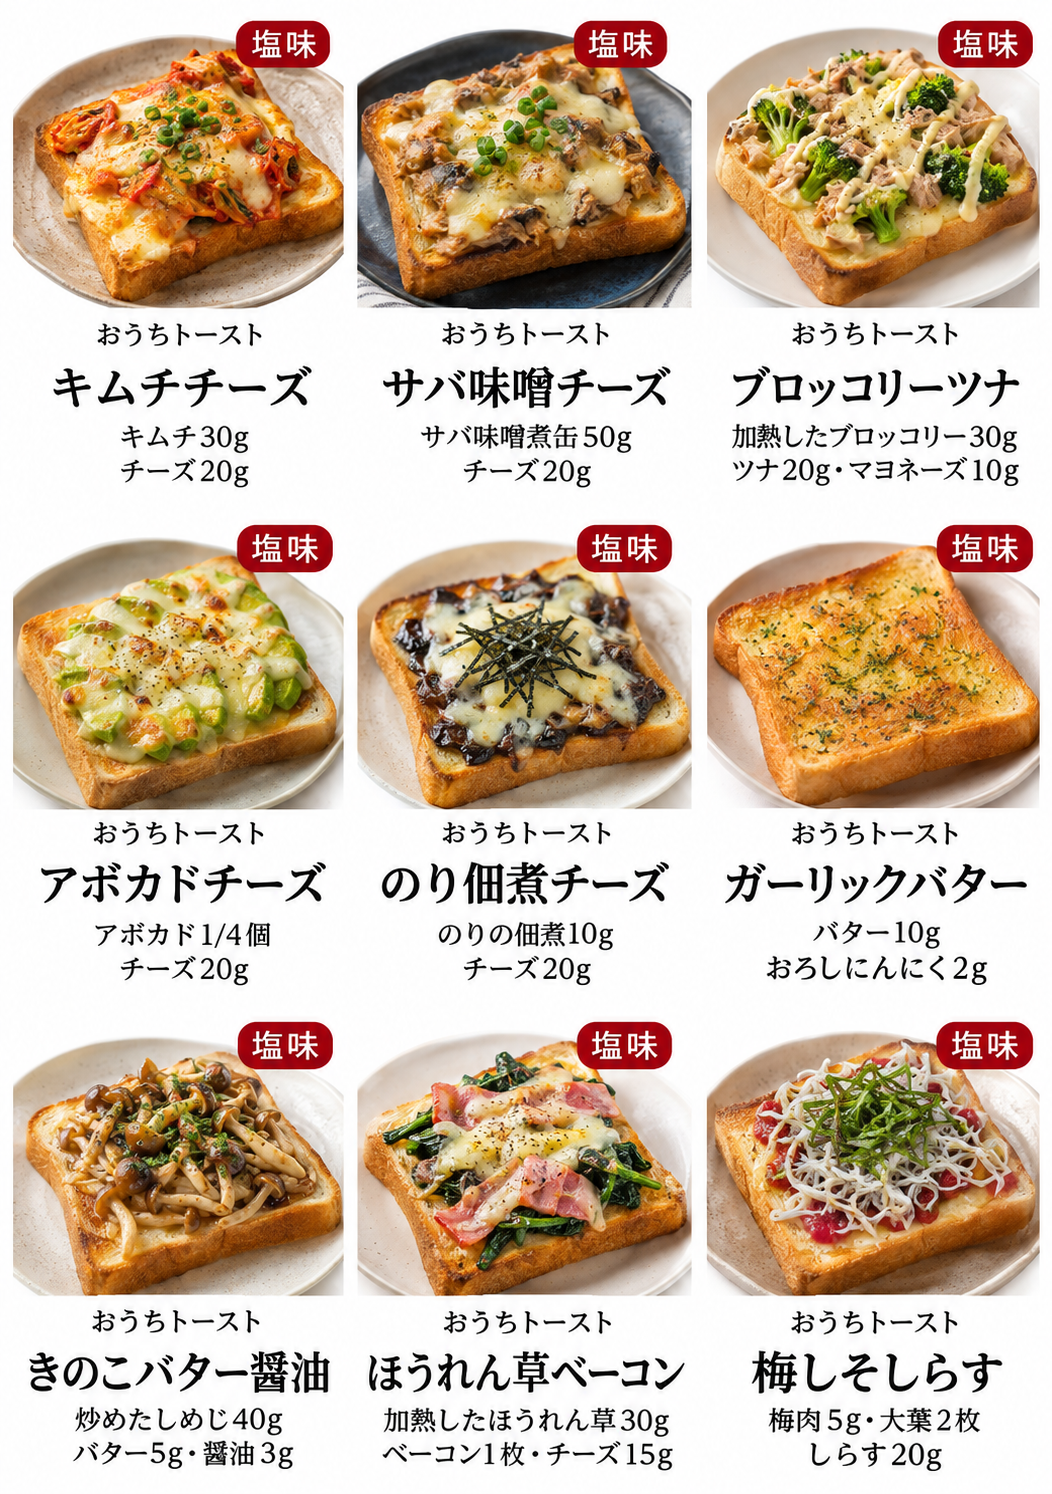 塩味
おうちトースト
キムチチーズ
キムチ30g
チーズ20g
塩味
おうちトースト
サバ味噌チーズ
サバ味噌煮缶50g
チーズ20g
塩味
おうちトースト
ブロッコリーツナ
加熱したブロッコリー30g
ツナ20g・マヨネーズ10g
塩味
おうちトースト
アボカドチーズ
アボカド1/4個
チーズ20g
塩味
おうちトースト
のり佃煮チーズ
のりの佃煮10g
チーズ20g
塩味
おうちトースト
ガーリックバター
バター10g
おろしにんにく2g
塩味
おうちトースト
きのこバター醤油
炒めたしめじ40g
バター5g・醤油3g
塩味
おうちトースト
ほうれん草ベーコン
加熱したほうれん草30g
ベーコン1枚・チーズ15g
塩味
おうちトースト
梅しそしらす
梅肉5g・大葉2枚
しらす20g